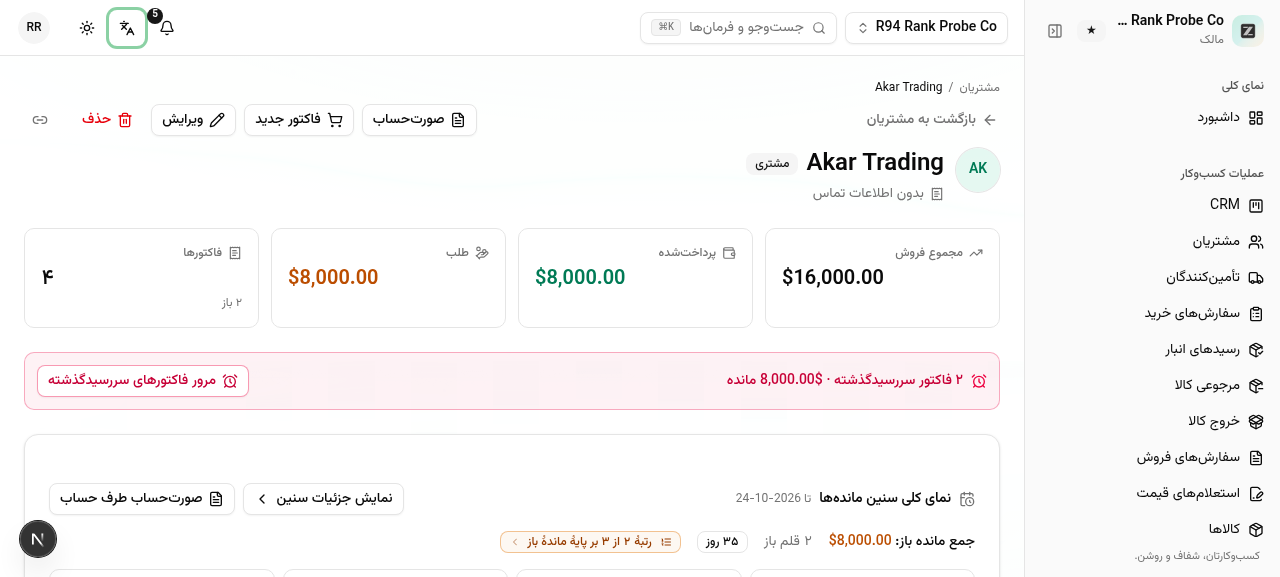 Rank Probe Co ...
مالک
★
نمای کلی
داشبورد
عملیات کسب‌وکار
CRM
مشتریان
تأمین‌کنندگان
سفارش‌های خرید
رسیدهای انبار
مرجوعی کالا
خروج کالا
سفارش‌های فروش
استعلام‌های قیمت
کالاها
کسب‌وکارتان، شفاف و روشن.
R94 Rank Probe Co
جست‌وجو و فرمان‌ها
⌘K
5
RR
مشتریان / Akar Trading
بازگشت به مشتریان
صورت‌حساب
فاکتور جدید
ویرایش
حذف
AK
Akar Trading
مشتری
بدون اطلاعات تماس
مجموع فروش
$16,000.00
پرداخت‌شده
$8,000.00
طلب
$8,000.00
فاکتورها
۴
۲ باز
۲ فاکتور سررسیدگذشته · 8,000.00$ مانده
مرور فاکتورهای سررسیدگذشته
نمای کلی سنین مانده‌ها
تا 2026-10-24
نمایش جزئیات سنین
صورت‌حساب طرف حساب
جمع مانده باز: $8,000.00
۲ قلم باز
۳۵ روز
رتبهٔ ۲ از ۳ بر پایهٔ ماندهٔ باز
N